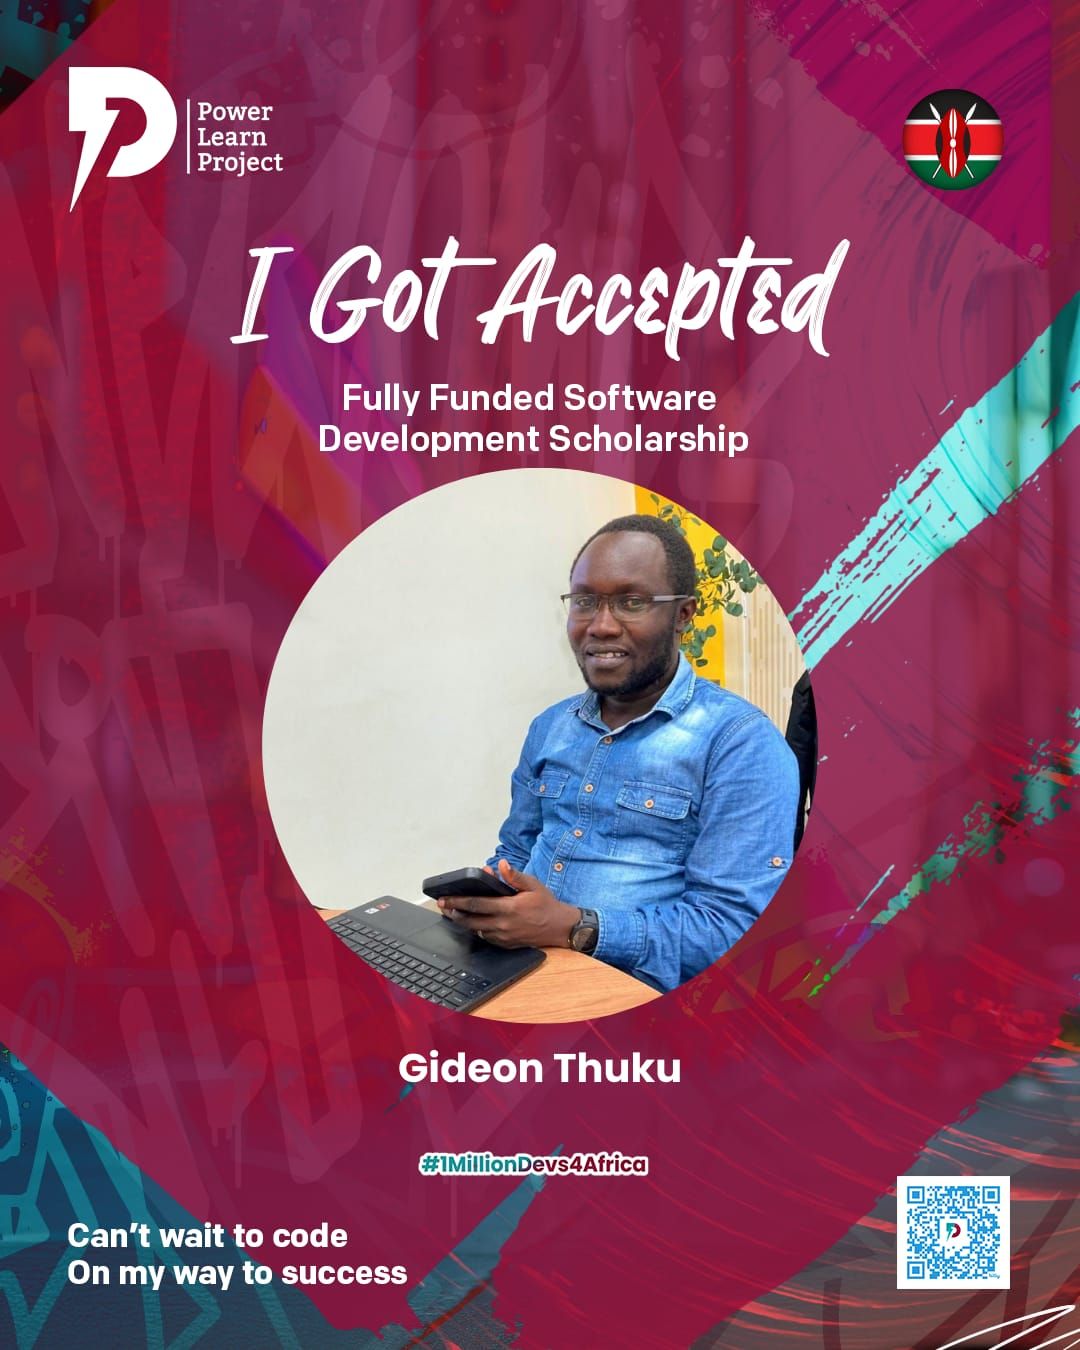 Power
Learn
Project
I Got Accepted
Fully Funded Software
Development Scholarship
Gideon Thuku
#1MillionDevs4Africa
Can't wait to code
On my way to success